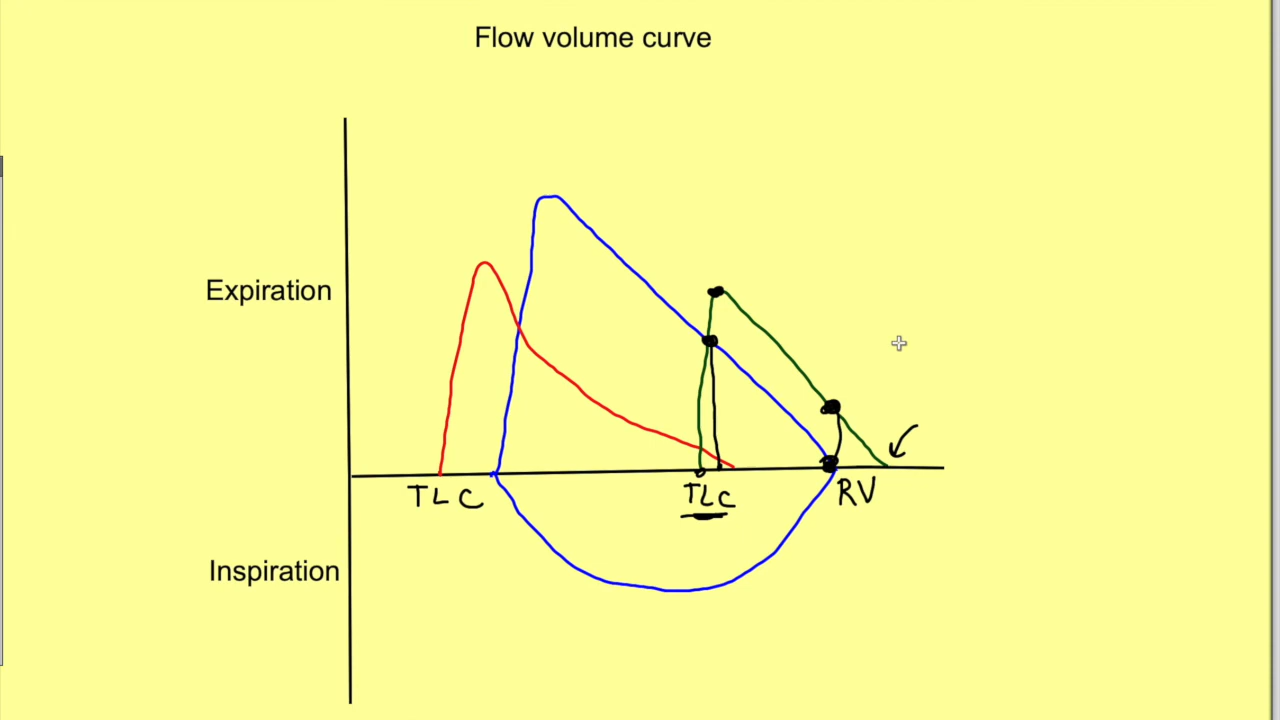 Flow volume curve
Expiration
TLC
TLC
RV
Inspiration